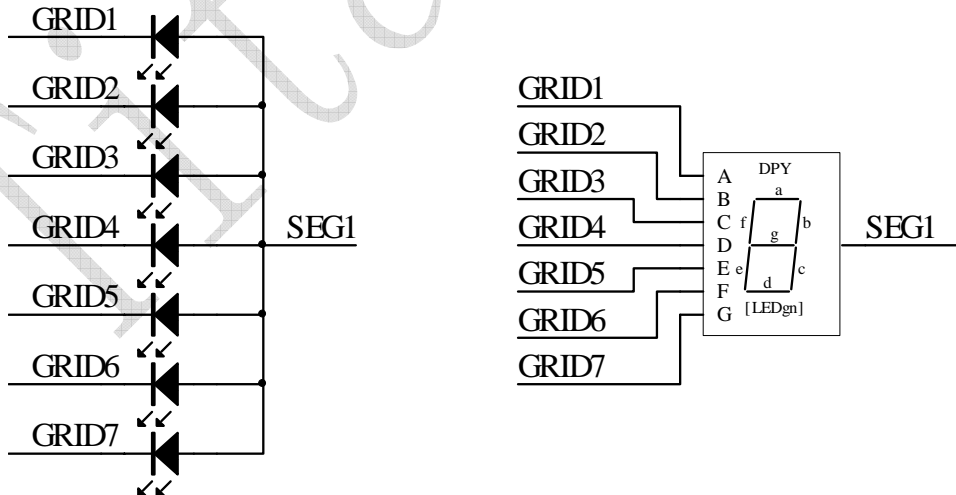 GRID1
GRID2
GRID3
GRID4
GRID5
GRID6
GRID7
SEG1
GRID1
GRID2
GRID3
GRID4
GRID5
GRID6
GRID7
A
B
C
D
E
F
G
DPY
a
f
b
g
e
c
d
[LEDgn]
SEG1